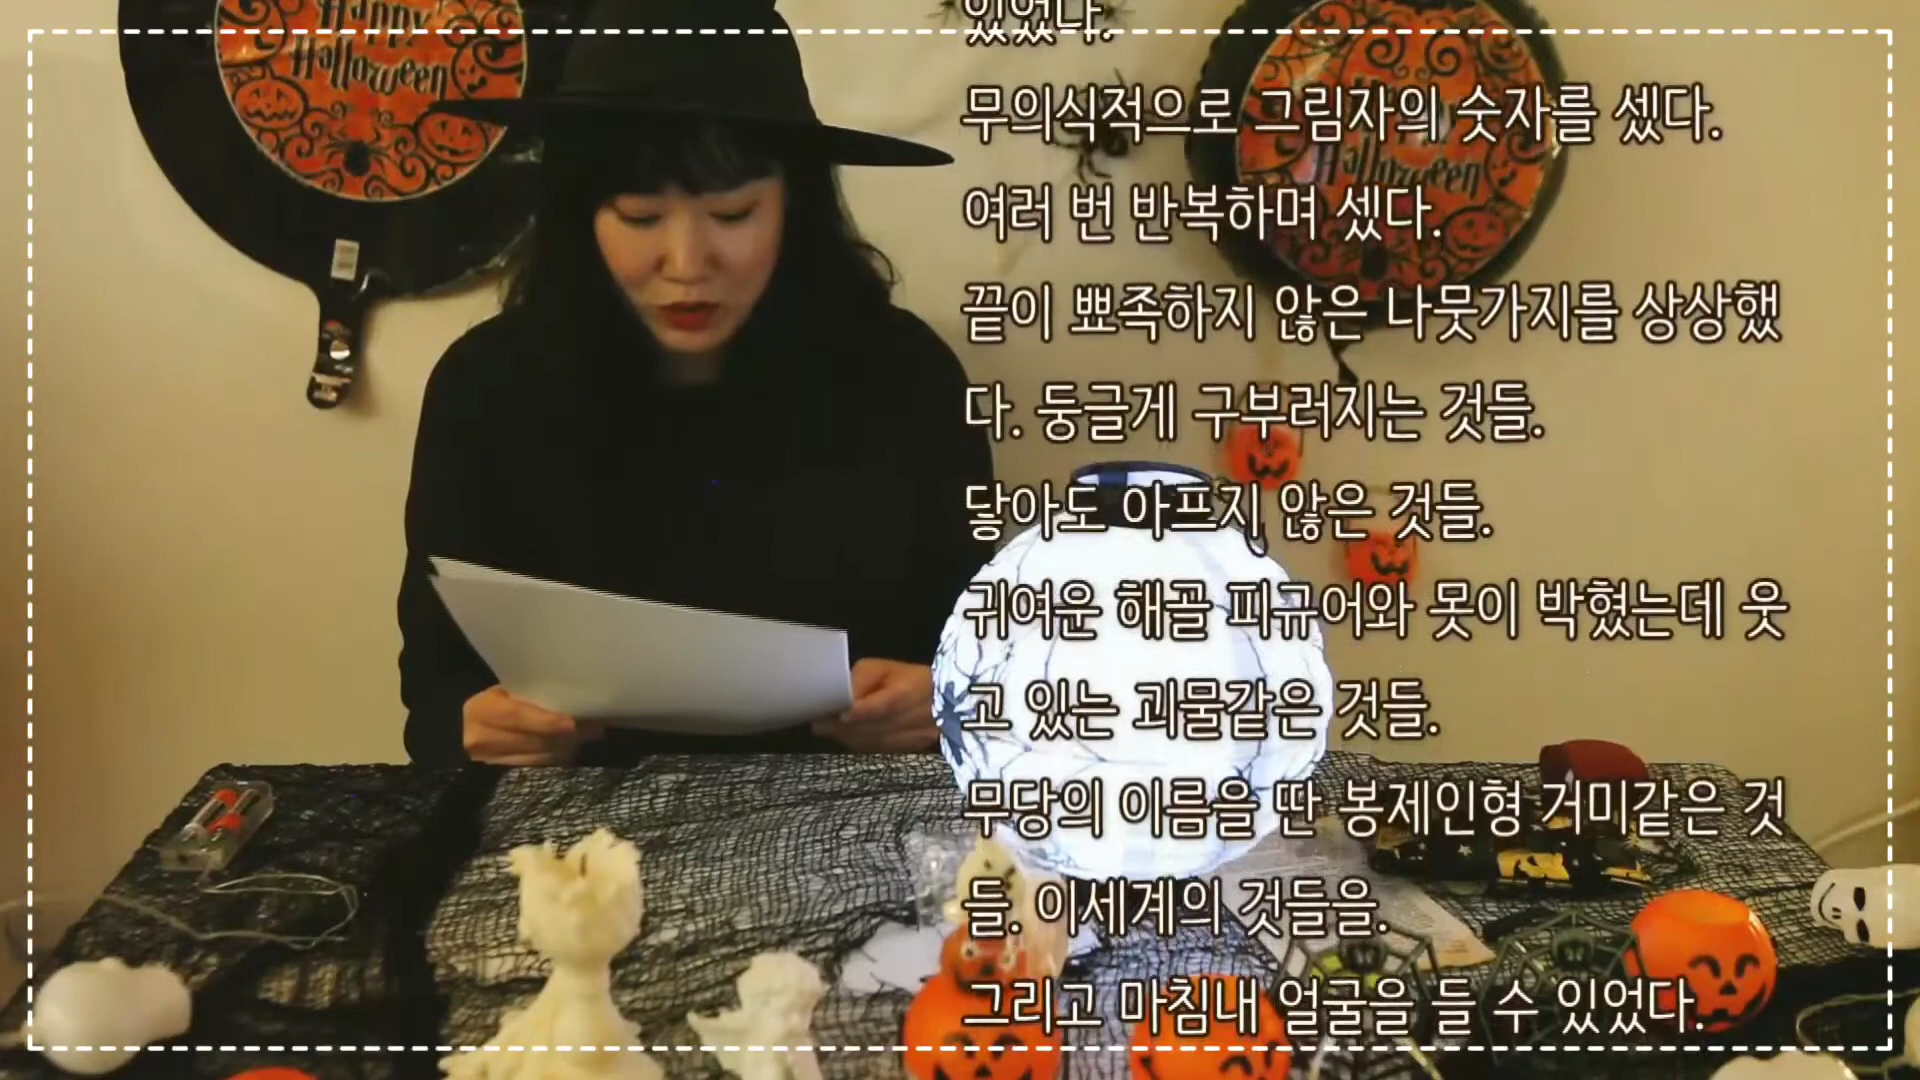 Happy
Halloween
있었다.
Halloween
무의식적으로 그림자의 숫자를 셌다.
여러 번 반복하며 셌다.
끝이 뾰족하지 않은 나뭇가지를 상상했
다. 둥글게 구부러지는 것들.
닿아도 아프지 않은 것들.
귀여운 해골 피규어와 못이 박혔는데 웃
고 있는 괴물같은 것들.
무당의 이름을 딴 봉제인형 거미같은 것
들. 이세계의 것들을.
그리고 마침내 얼굴을 들 수 있었다.